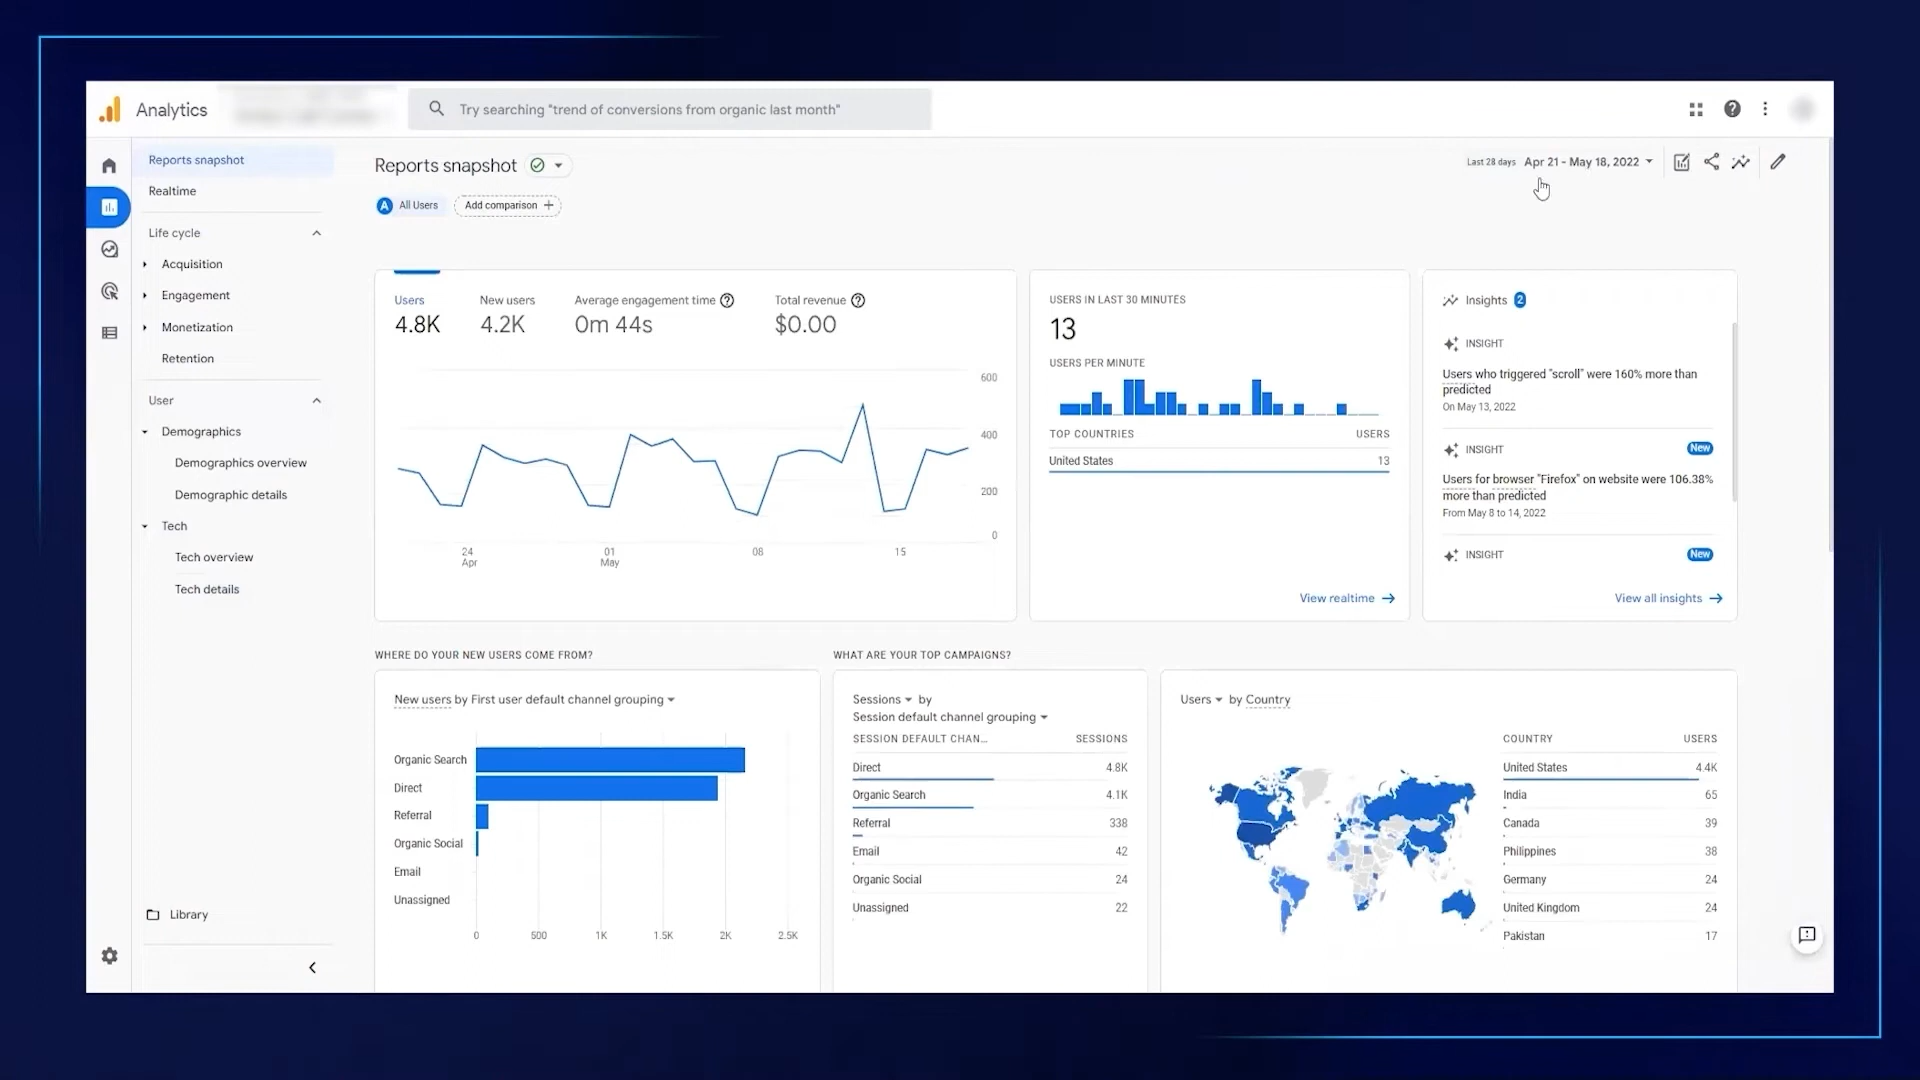 Analytics
Try searching "trend of conversions from organic last month"
Reports snapshot
Realtime
Life cycle
Acquisition
Engagement
Monetization
Retention
User
Demographics
Demographics overview
Demographic details
Tech
Tech overview
Tech details
Library
Reports snapshot
Last 28 days Apr 21 - May 18, 2022
A All Users
Add comparison +
Users
4.8K
New users
4.2K
Average engagement time
0m 44s
Total revenue
$0.00
600
400
200
0
24
Apr
01
May
08
15
USERS IN LAST 30 MINUTES
13
USERS PER MINUTE
TOP COUNTRIES USERS
United States 13
View realtime
Insights 2
INSIGHT
Users who triggered "scroll" were 160% more than
predicted
On May 13, 2022
INSIGHT New
Users for browser "Firefox" on website were 106.38%
more than predicted
From May 8 to 14, 2022
INSIGHT New
View all insights
WHERE DO YOUR NEW USERS COME FROM?
New users by First user default channel grouping
Organic Search
Direct
Referral
Organic Social
Email
Unassigned
0 500 1K 1.5K 2K 2.5K
WHAT ARE YOUR TOP CAMPAIGNS?
Sessions by
Session default channel grouping
SESSION DEFAULT CHAN... SESSIONS
Direct 4.8K
Organic Search 4.1K
Referral 338
Email 42
Organic Social 24
Unassigned 22
Users by Country
COUNTRY USERS
United States 4.4K
India 65
Canada 39
Philippines 38
Germany 24
United Kingdom 24
Pakistan 17